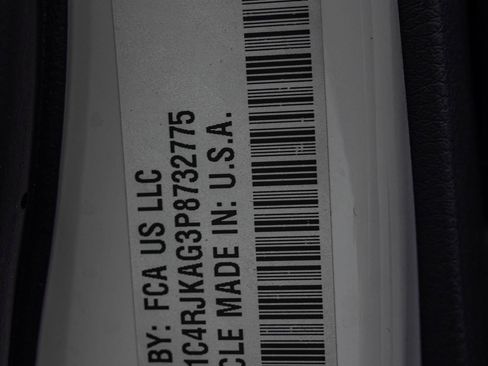 BY: FCA US LLC
1C4RJKAG3P8732775
CLE MADE IN: U.S.A.